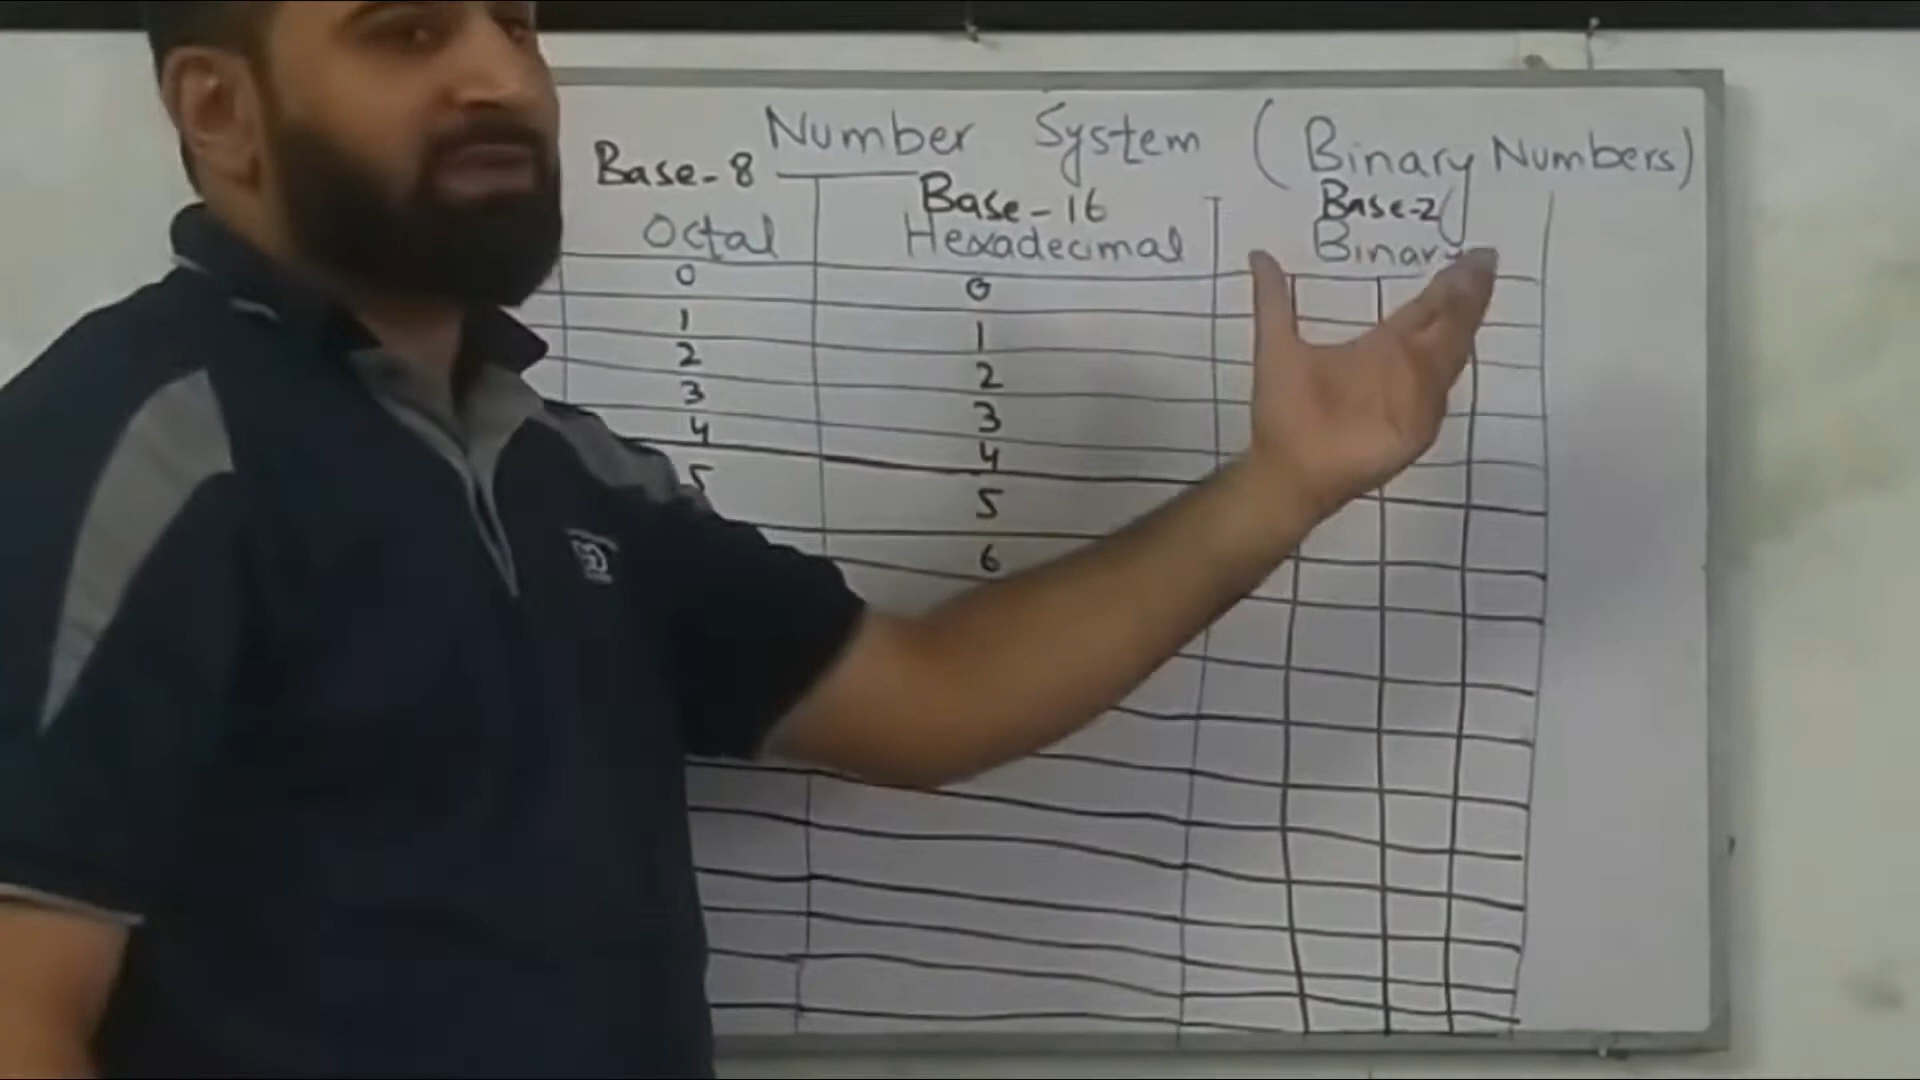 Number System (Binary Numbers)
Base-8 Base-16 Base-2
Octal Hexadecimal Binary
0 0
1 1
2 2
3 3
4 4
5 5
6